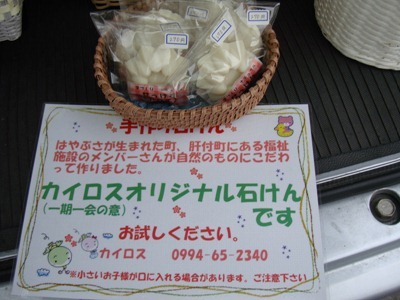 手作り石けん
はやぶさが生まれた町、肝付町にある福祉
施設のメンバーさんが自然のものにこだわ
って作りました。
カイロスオリジナル石けん
(一期一会の意)
です
お試しください。
カイロス 0994-65-2340
※小さいお子様が口に入れる場合があります。ご注意下さい